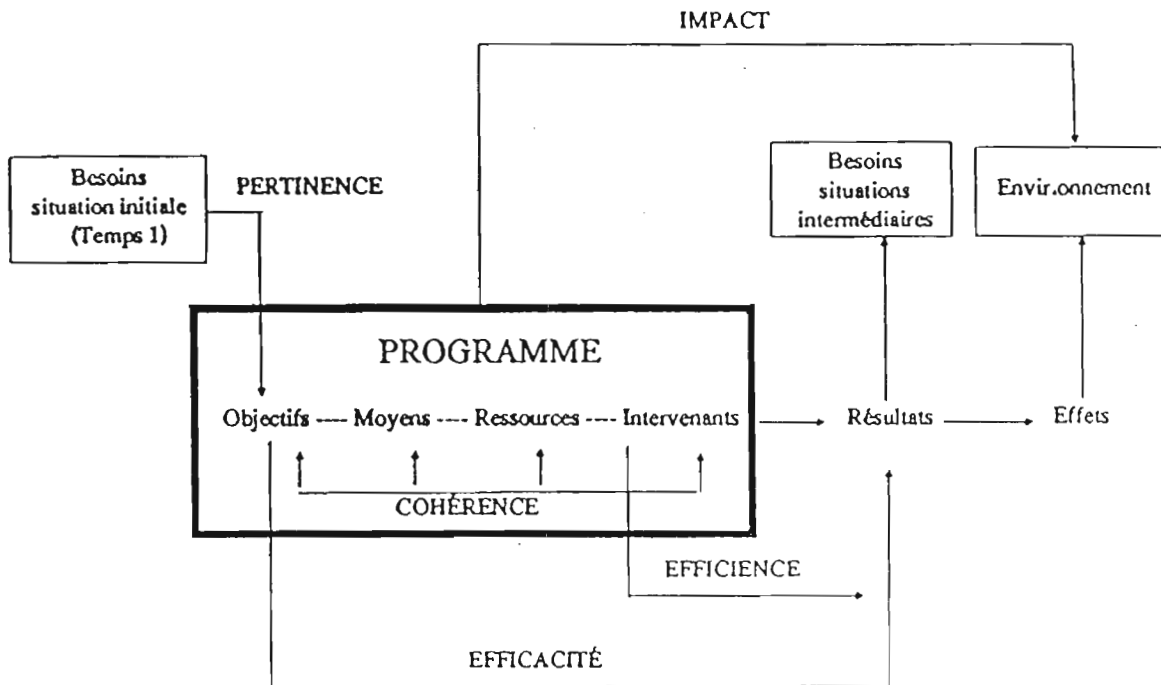 IMPACT
Besoins
situation initiale
(Temps 1)
PERTINENCE
Besoins
situations
intermédiaires
Environnement
PROGRAMME
Objectifs ---- Moyens ---- Ressources ---- Intervenants
Résultats
Effets
COHÉRENCE
EFFICIENCE
EFFICACITÉ